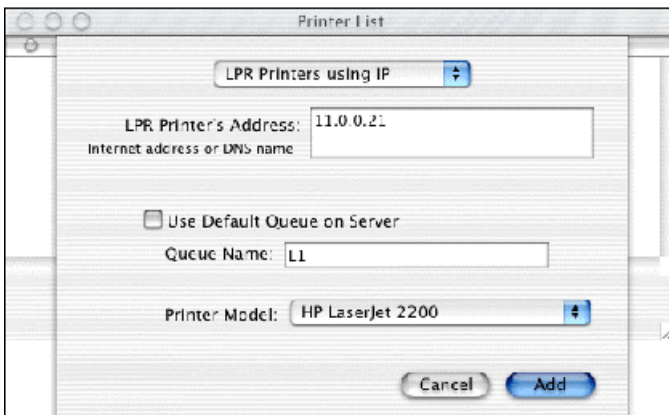 Printer List
LPR Printers using IP
LPR Printer's Address: 11.0.0.21
Internet address or DNS name
Use Default Queue on Server
Queue Name: L1
Printer Model: HP LaserJet 2200
Cancel Add